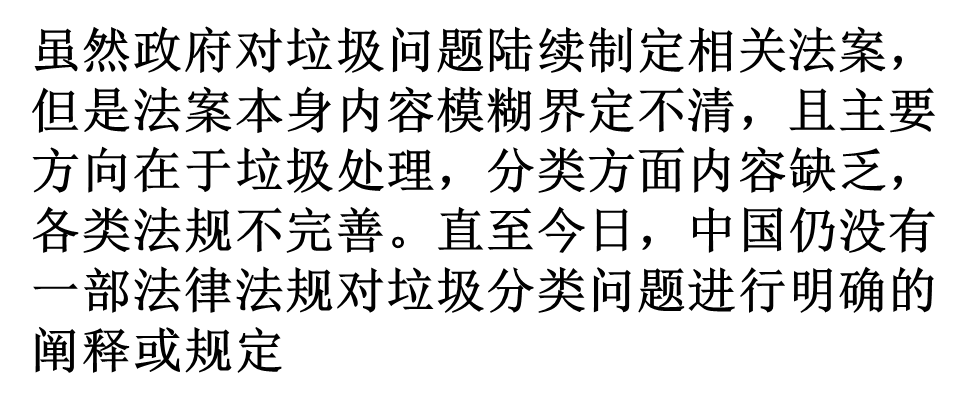 虽然政府对垃圾问题陆续制定相关法案，
但是法案本身内容模糊界定不清，且主要
方向在于垃圾处理，分类方面内容缺乏，
各类法规不完善。直至今日，中国仍没有
一部法律法规对垃圾分类问题进行明确的
阐释或规定